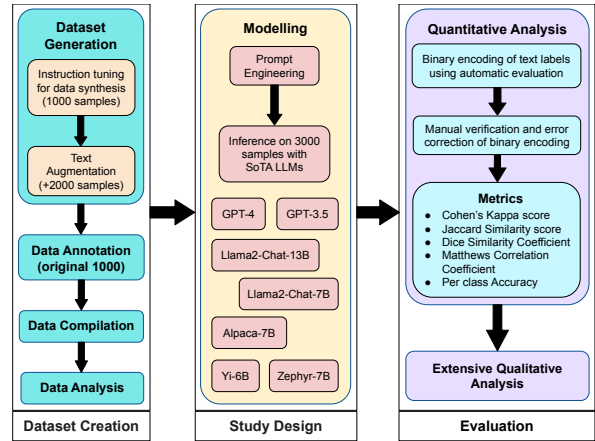 Dataset
Generation
Instruction tuning
for data synthesis
(1000 samples)
Text
Augmentation
(+2000 samples)
Data Annotation
(original 1000)
Data Compilation
Data Analysis
Dataset Creation
Modelling
Prompt
Engineering
Inference on 3000
samples with
SoTA LLMs
GPT-4
GPT-3.5
Llama2-Chat-13B
Llama2-Chat-7B
Alpaca-7B
Yi-6B
Zephyr-7B
Study Design
Quantitative Analysis
Binary encoding of text labels
using automatic evaluation
Manual verification and error
correction of binary encoding
Metrics
● Cohen's Kappa score
● Jaccard Similarity score
● Dice Similarity Coefficient
● Matthews Correlation
Coefficient
● Per class Accuracy
Extensive Qualitative
Analysis
Evaluation